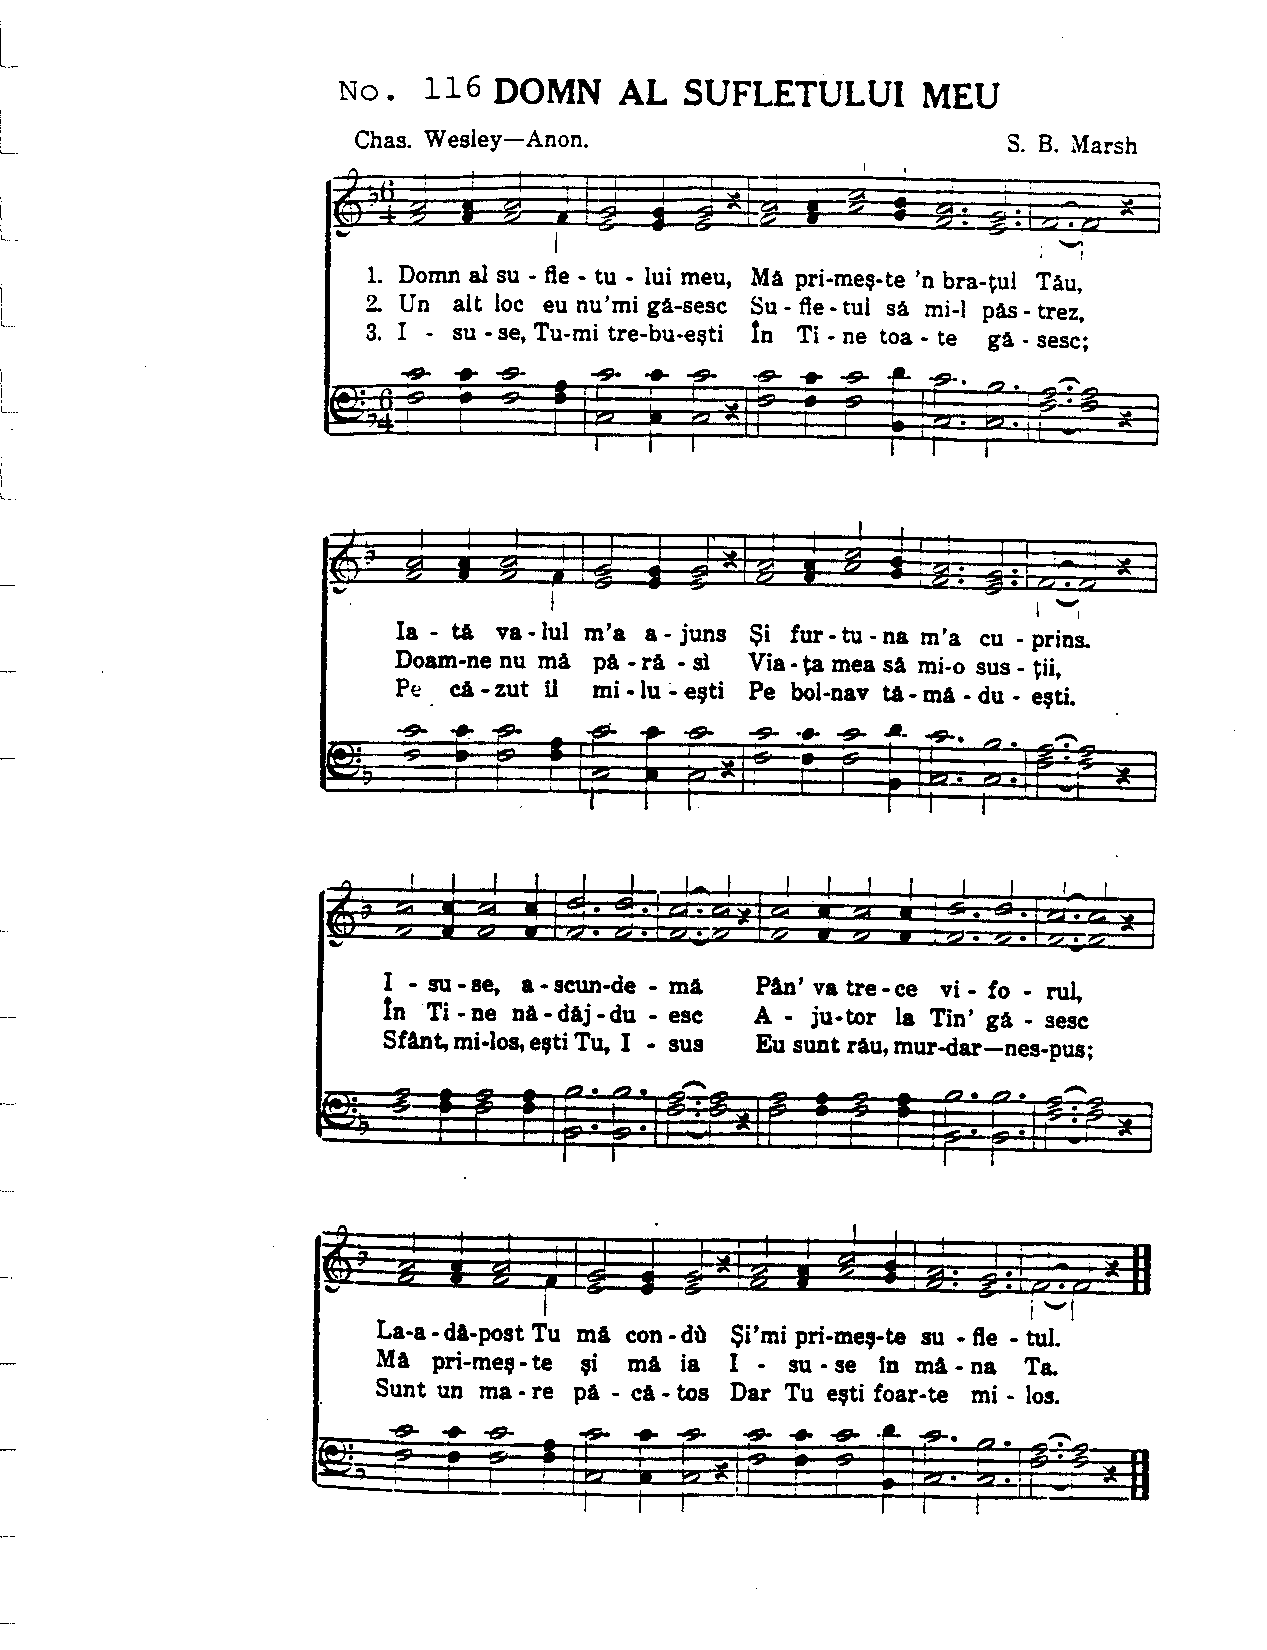 No. 116 DOMN AL SUFLETULUI MEU
Chas. Wesley—Anon. S. B. Marsh
1. Domn al su - fle - tu - lui meu, Mă pri-meș-te 'n bra-țul Tău,
2. Un alt loc eu nu'mi gă-sesc Su - fle - tul să mi-l păs - trez,
3. I - su - se, Tu-mi tre-bu-ești În Ti - ne toa - te gă - sesc;
Ia - tă va - lul m'a a - juns Și fur - tu - na m'a cu - prins.
Doam-ne nu mă pă - ră - sì Via - ța mea să mi-o sus - ții,
Pe că - zut îl mi - lu - ești Pe bol-nav tă - mă - du - ești.
I - su - se, a - scun-de - mă Pân' va tre - ce vi - fo - rul,
În Ti - ne nă - dăj - du - esc A - ju-tor la Tin' gă - sesc
Sfânt, mi-los, ești Tu, I - sus Eu sunt rău, mur-dar—nes-pus;
La-a - dă-post Tu mă con - dù Și'mi pri-meș-te su - fle - tul.
Mă pri-meș - te și mă ia I - su - se în mâ - na Ta.
Sunt un ma - re pă - că - tos Dar Tu ești foar-te mi - los.